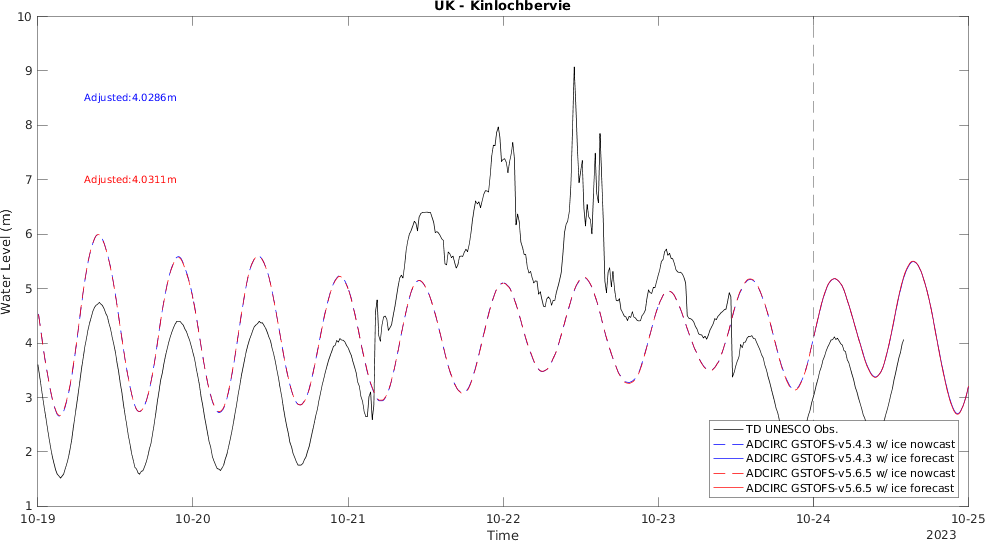 UK - Kinlochbervie
10
9
8
7
6
5
4
3
2
1
Water Level (m)
Adjusted:4.0286m
Adjusted:4.0311m
TD UNESCO Obs.
ADCIRC GSTOFS-v5.4.3 w/ ice nowcast
ADCIRC GSTOFS-v5.4.3 w/ ice forecast
ADCIRC GSTOFS-v5.6.5 w/ ice nowcast
ADCIRC GSTOFS-v5.6.5 w/ ice forecast
10-19 10-20 10-21 10-22 10-23 10-24 10-25
Time
2023